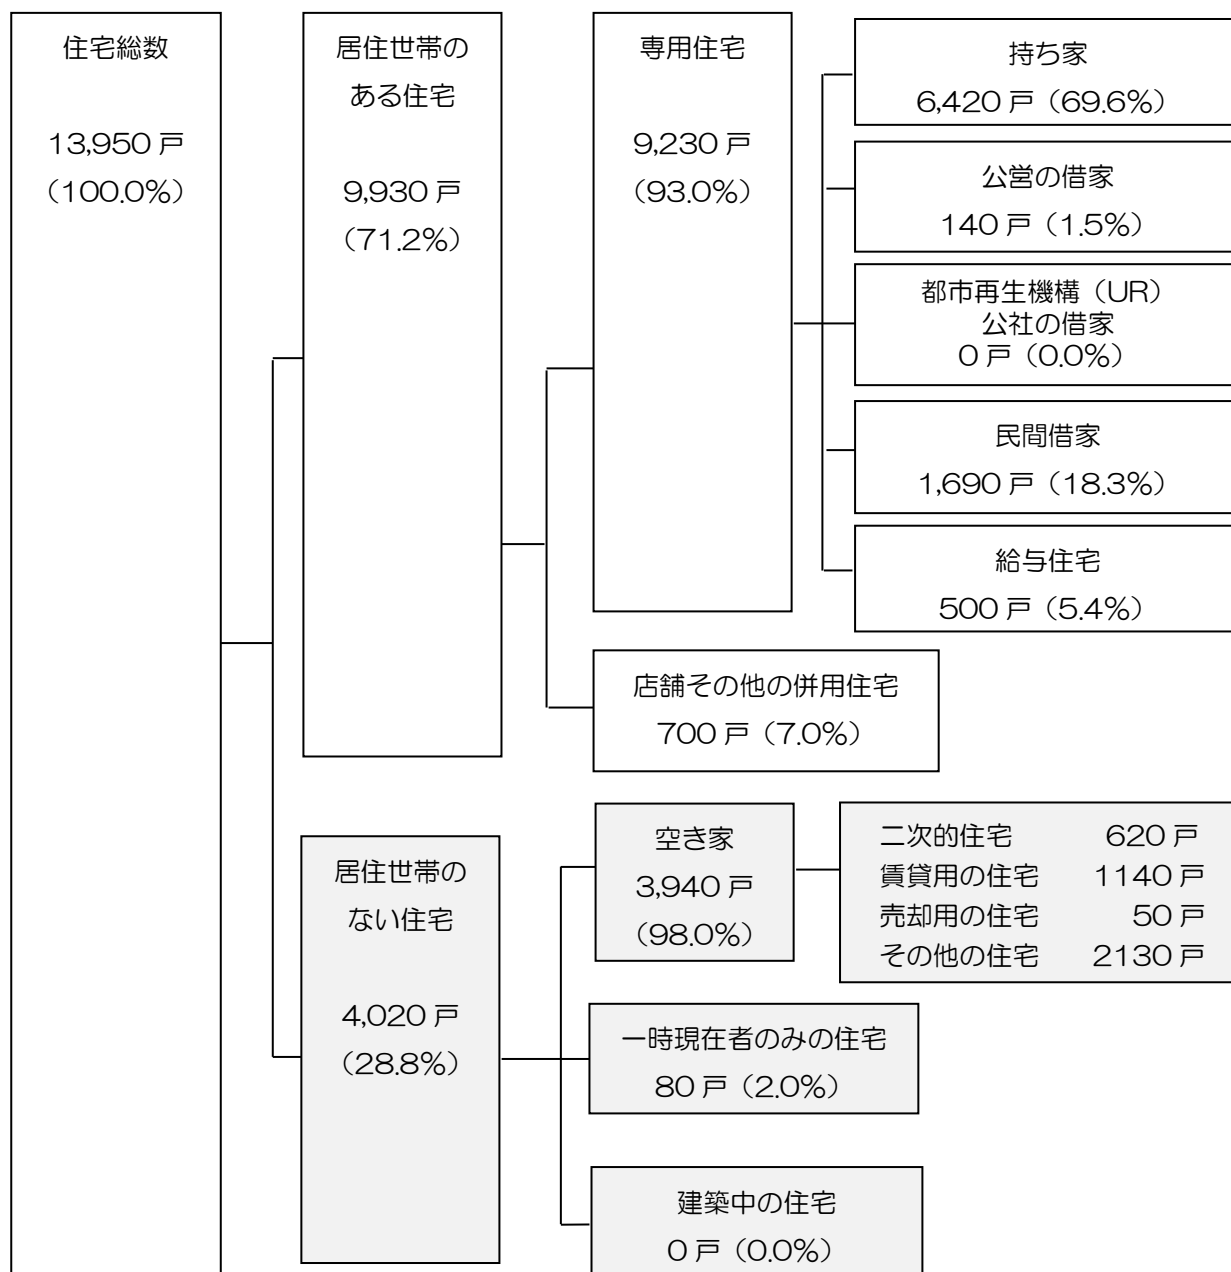 住宅総数
13,950 戸
(100.0%)
居住世帯の
ある住宅
9,930 戸
(71.2%)
専用住宅
9,230 戸
(93.0%)
持ち家
6,420 戸(69.6%)
公営の借家
140 戸(1.5%)
都市再生機構(UR)
公社の借家
0 戸(0.0%)
民間借家
1,690 戸(18.3%)
給与住宅
500 戸(5.4%)
店舗その他の併用住宅
700 戸(7.0%)
居住世帯の
ない住宅
4,020 戸
(28.8%)
空き家
3,940 戸
(98.0%)
二次的住宅 620 戸
賃貸用の住宅 1140 戸
売却用の住宅 50 戸
その他の住宅 2130 戸
一時現在者のみの住宅
80 戸(2.0%)
建築中の住宅
0 戸(0.0%)